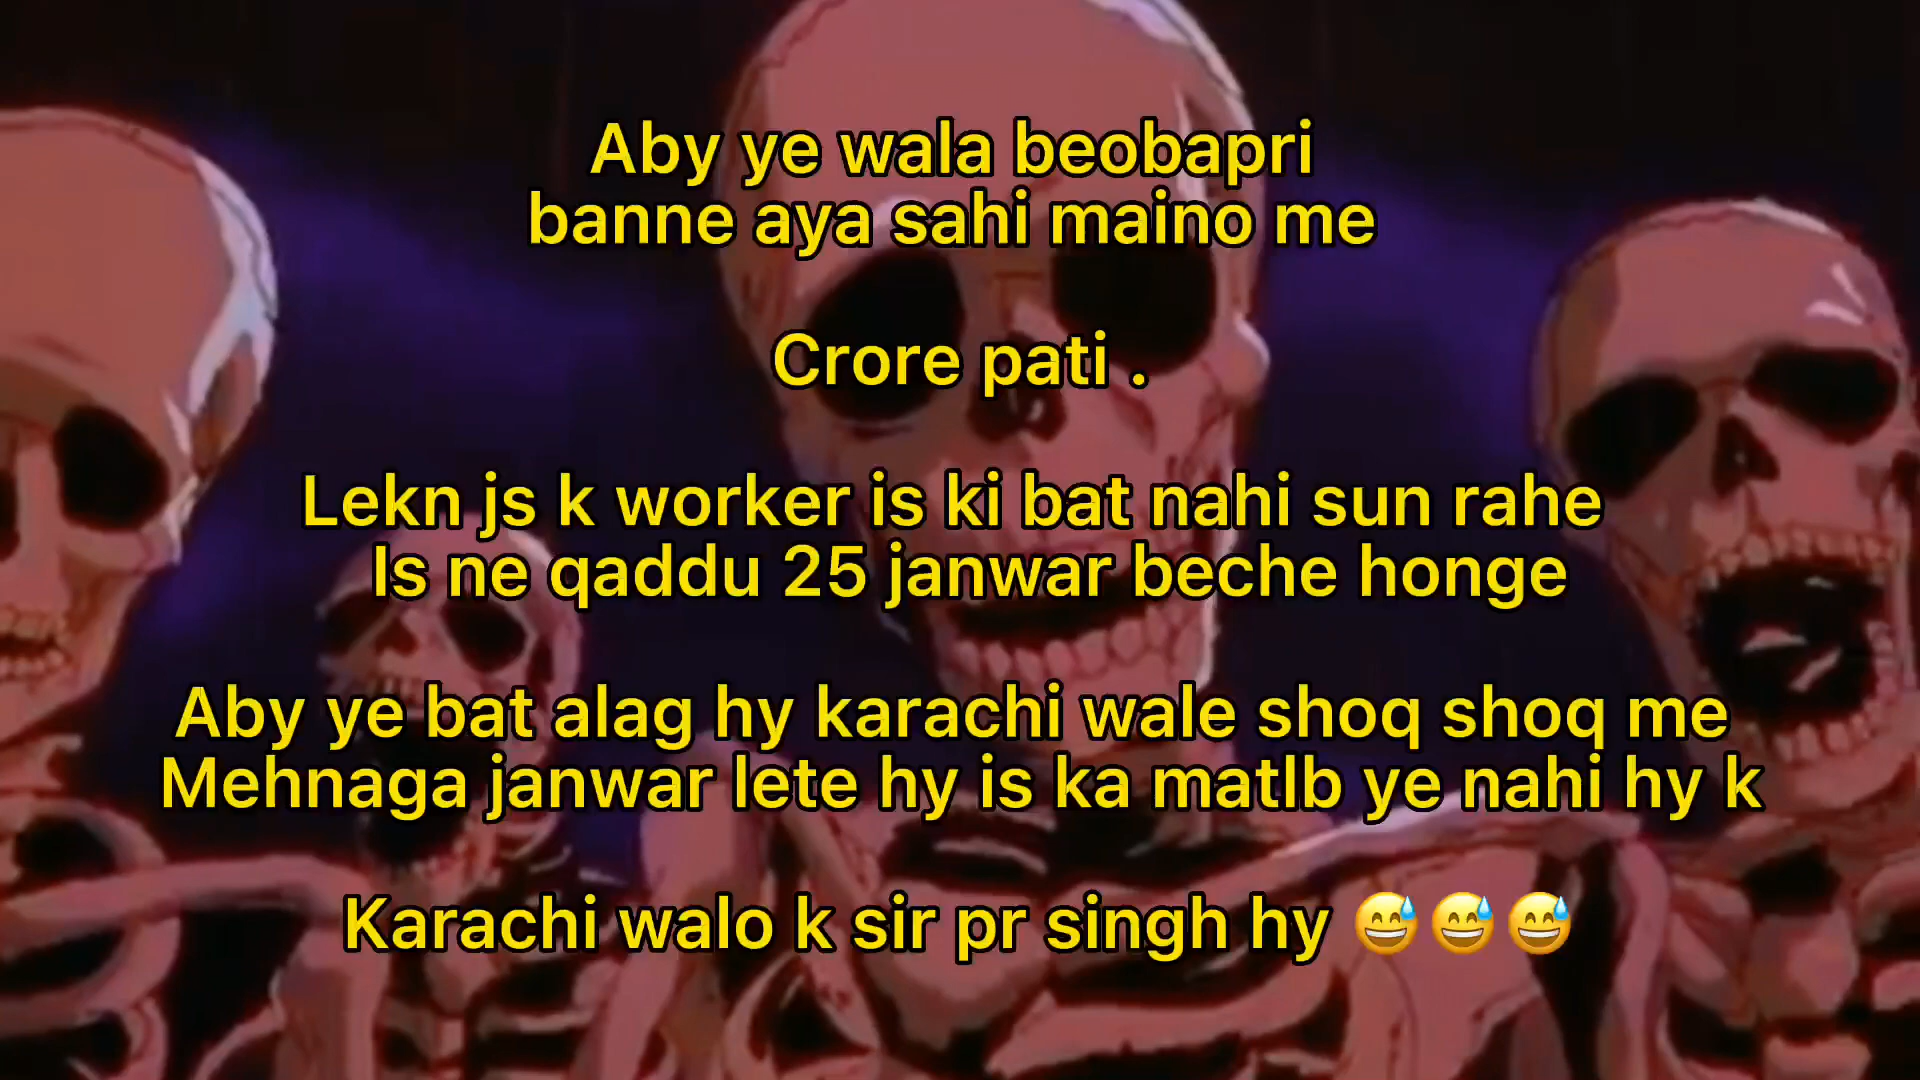 Aby ye wala beobapri
banne aya sahi maino me
Crore pati .
Lekn js k worker is ki bat nahi sun rahe
Is ne qaddu 25 janwar beche honge
Aby ye bat alag hy karachi wale shoq shoq me
Mehnaga janwar lete hy is ka matlb ye nahi hy k
Karachi walo k sir pr singh hy 😅😅😅